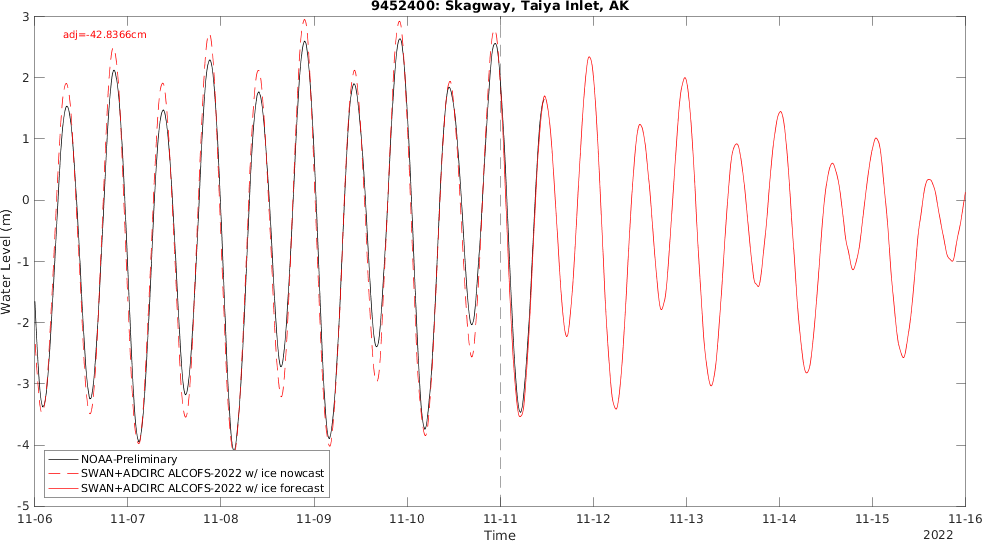 9452400: Skagway, Taiya Inlet, AK
adj=-42.8366cm
3
2
1
0
-1
-2
-3
-4
-5
Water Level (m)
NOAA-Preliminary
SWAN+ADCIRC ALCOFS-2022 w/ ice nowcast
SWAN+ADCIRC ALCOFS-2022 w/ ice forecast
11-06 11-07 11-08 11-09 11-10 11-11 11-12 11-13 11-14 11-15 11-16
Time
2022